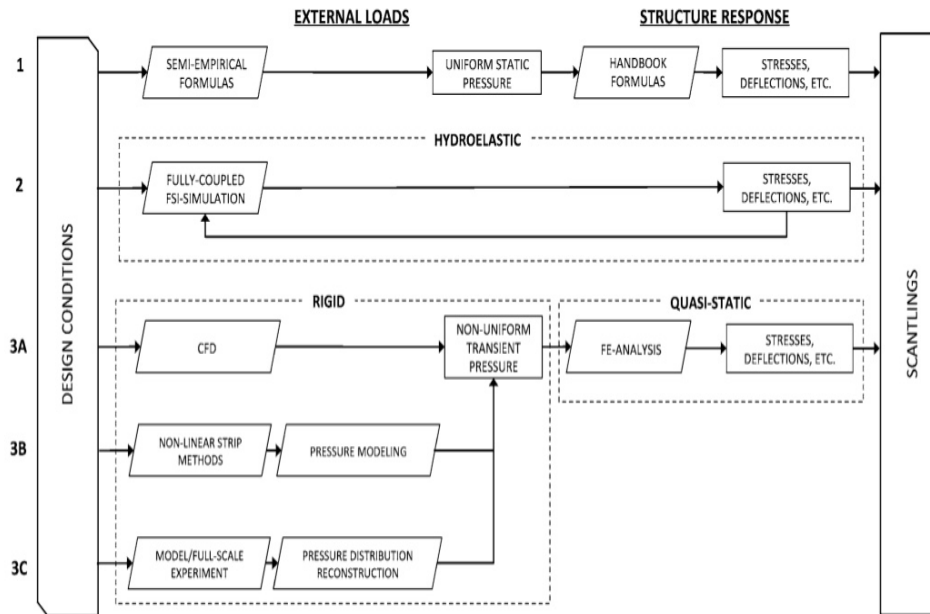 EXTERNAL LOADS
STRUCTURE RESPONSE
DESIGN CONDITIONS
1
SEMI-EMPIRICAL
FORMULAS
UNIFORM STATIC
PRESSURE
HANDBOOK
FORMULAS
STRESSES,
DEFLECTIONS, ETC.
HYDROELASTIC
2
FULLY-COUPLED
FSI-SIMULATION
STRESSES,
DEFLECTIONS, ETC.
RIGID
QUASI-STATIC
3A
CFD
NON-UNIFORM
TRANSIENT
PRESSURE
FE-ANALYSIS
STRESSES,
DEFLECTIONS, ETC.
3B
NON-LINEAR STRIP
METHODS
PRESSURE MODELING
3C
MODEL/FULL-SCALE
EXPERIMENT
PRESSURE DISTRIBUTION
RECONSTRUCTION
SCANTLINGS